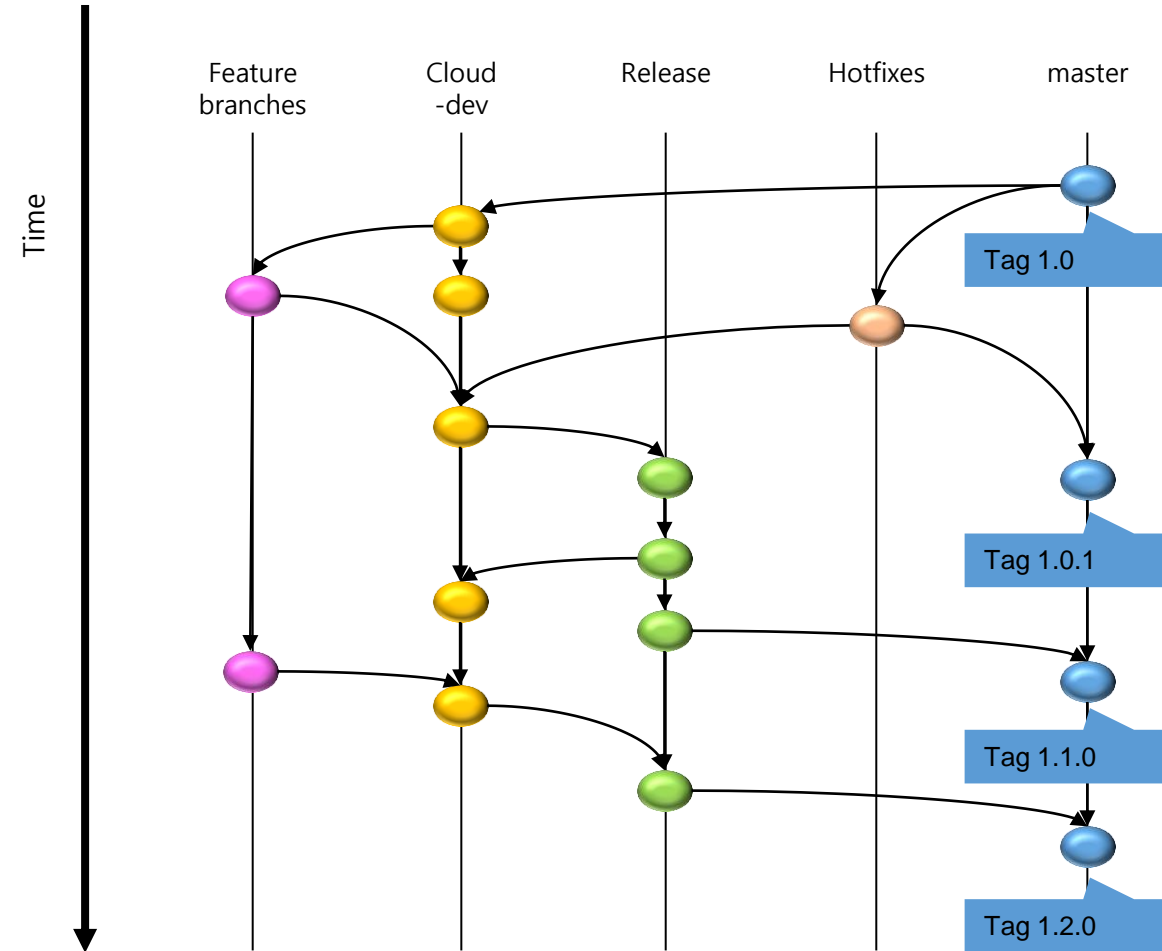 Feature
branches
Cloud
-dev
Release
Hotfixes
master
Time
Tag 1.0
Tag 1.0.1
Tag 1.1.0
Tag 1.2.0